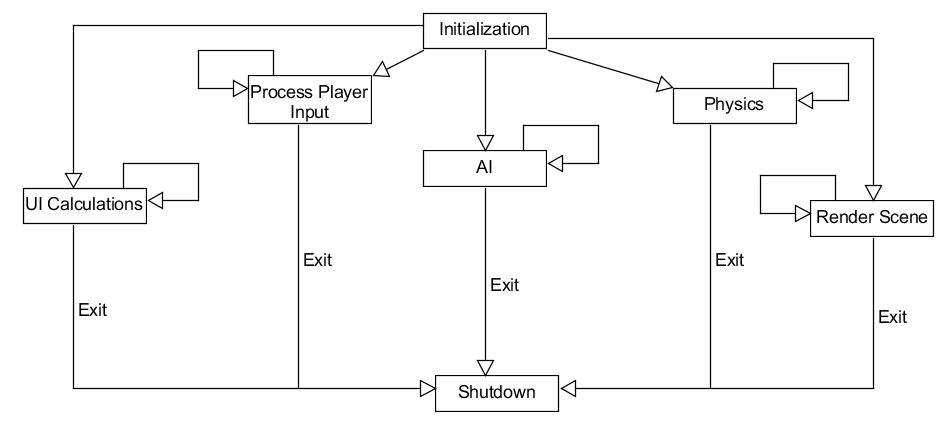 Initialization
Process Player
Input
Physics
AI
UI Calculations
Render Scene
Exit
Exit
Exit
Exit
Exit
Shutdown